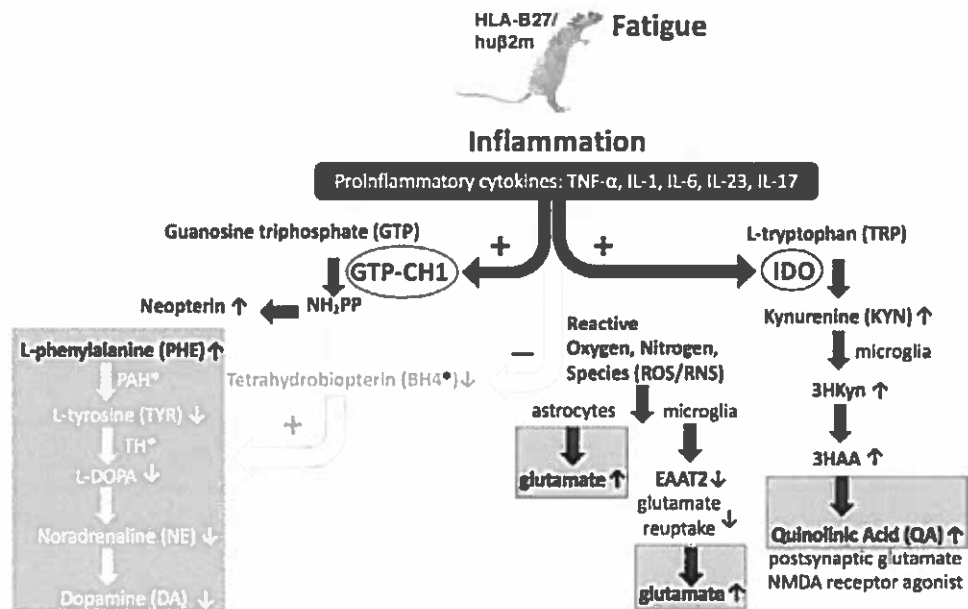 HLA-B27/
huβ2m
Fatigue
Inflammation
Proinflammatory cytokines: TNF-α, IL-1, IL-6, IL-23, IL-17
Guanosine triphosphate (GTP)
+
+
L-tryptophan (TRP)
GTP-CH1
IDO
Neopterin ↑
NH₂PP
Kynurenine (KYN) ↑
microglia
3HKyn ↑
3HAA ↑
Quinolinic Acid (QA) ↑
postsynaptic glutamate
NMDA receptor agonist
L-phenylalanine (PHE) ↑
PAH*
L-tyrosine (TYR) ↓
TH*
L-DOPA ↓
Noradrenaline (NE) ↓
Dopamine (DA) ↓
−
Tetrahydrobiopterin (BH4*) ↓
+
Reactive
Oxygen, Nitrogen,
Species (ROS/RNS)
astrocytes
microglia
glutamate ↑
EAAT2 ↓
glutamate
reuptake ↓
glutamate ↑